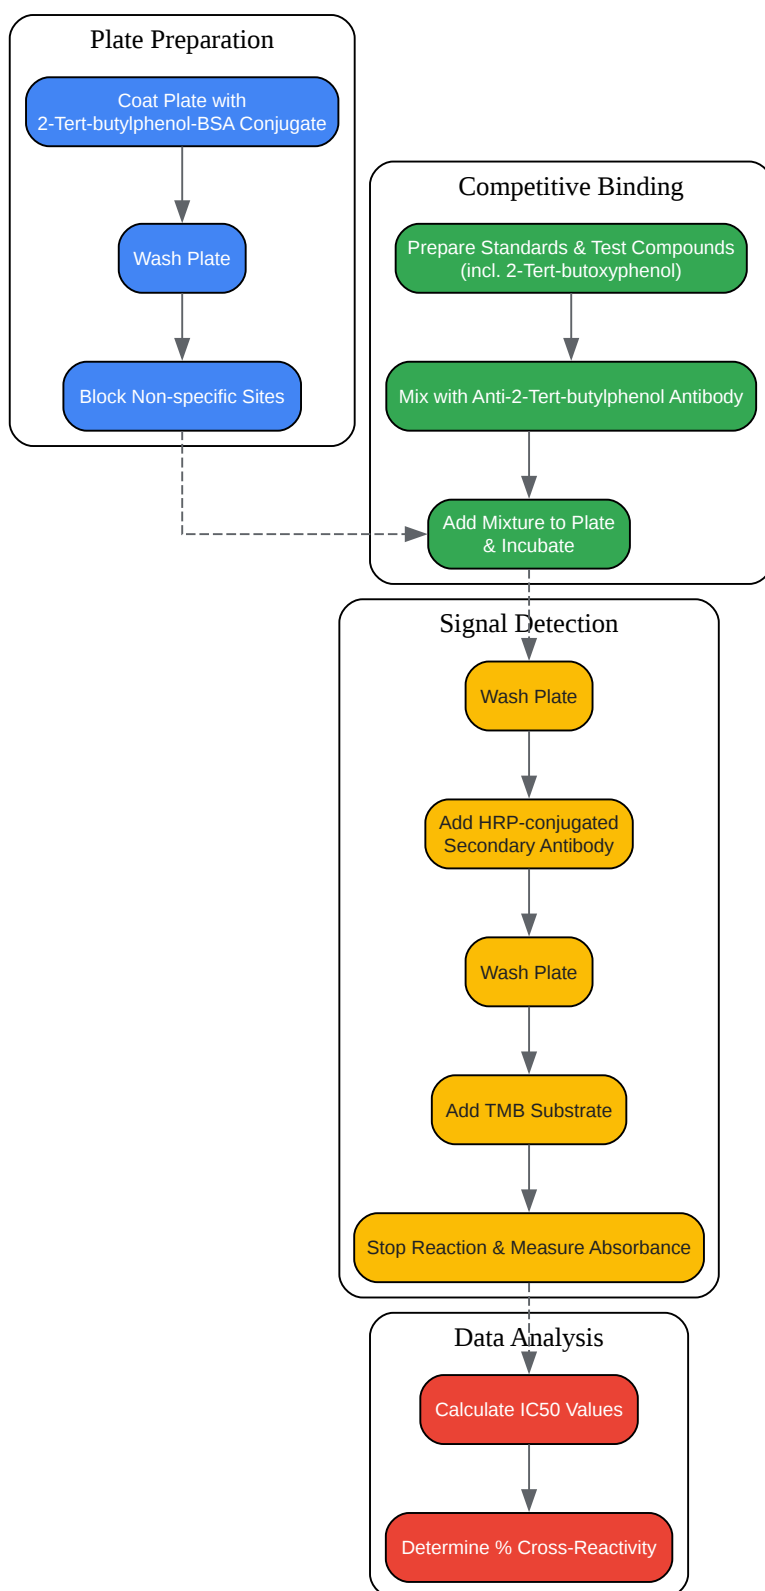 Plate Preparation
Coat Plate with
2-Tert-butylphenol-BSA Conjugate
Wash Plate
Block Non-specific Sites
Competitive Binding
Prepare Standards & Test Compounds
(incl. 2-Tert-butoxyphenol)
Mix with Anti-2-Tert-butylphenol Antibody
Add Mixture to Plate
& Incubate
Signal Detection
Wash Plate
Add HRP-conjugated
Secondary Antibody
Wash Plate
Add TMB Substrate
Stop Reaction & Measure Absorbance
Data Analysis
Calculate IC50 Values
Determine % Cross-Reactivity